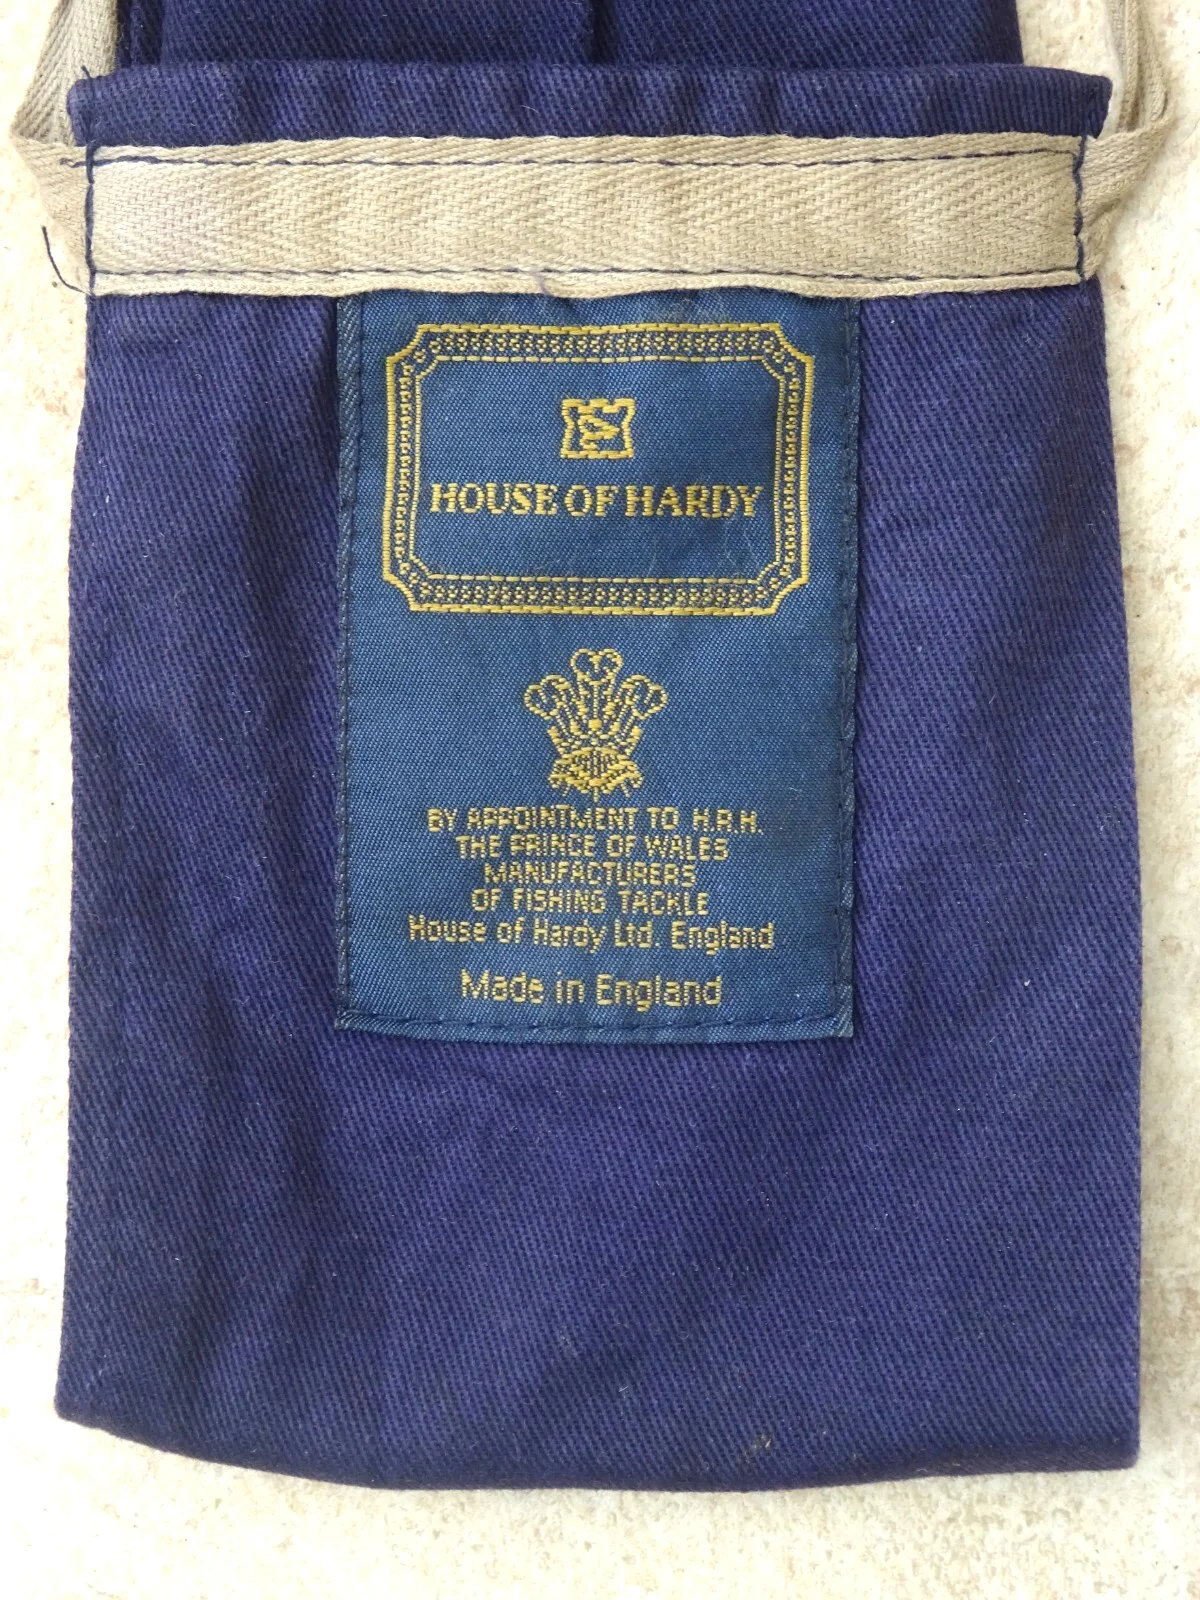 HOUSE OF HARDY
BY APPOINTMENT TO H.R.H.
THE PRINCE OF WALES
MANUFACTURERS
OF FISHING TACKLE
House of Hardy Ltd. England
Made in England